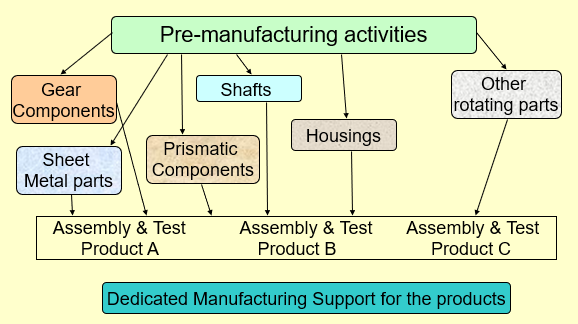 Pre-manufacturing activities
Gear
Components
Shafts
Other
rotating parts
Sheet
Metal parts
Prismatic
Components
Housings
Assembly & Test
Product A
Assembly & Test
Product B
Assembly & Test
Product C
Dedicated Manufacturing Support for the products